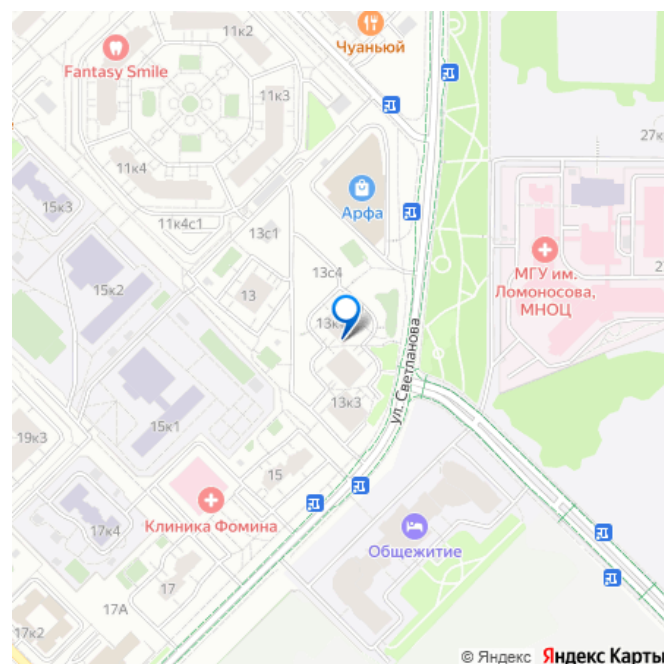 11к2
Чуаньюй
Fantasy Smile
11к3
27к
11к4
15к3
Арфа
11к4с1
13с1
МГУ им.
Ломоносова,
МНОЦ
13с4
15к2
13
ул. Светланова
13к3
15к1
19к3
15
Клиника Фомина
17к4
Общежитие
17
17А
17к2
© Яндекс Яндекс Карты